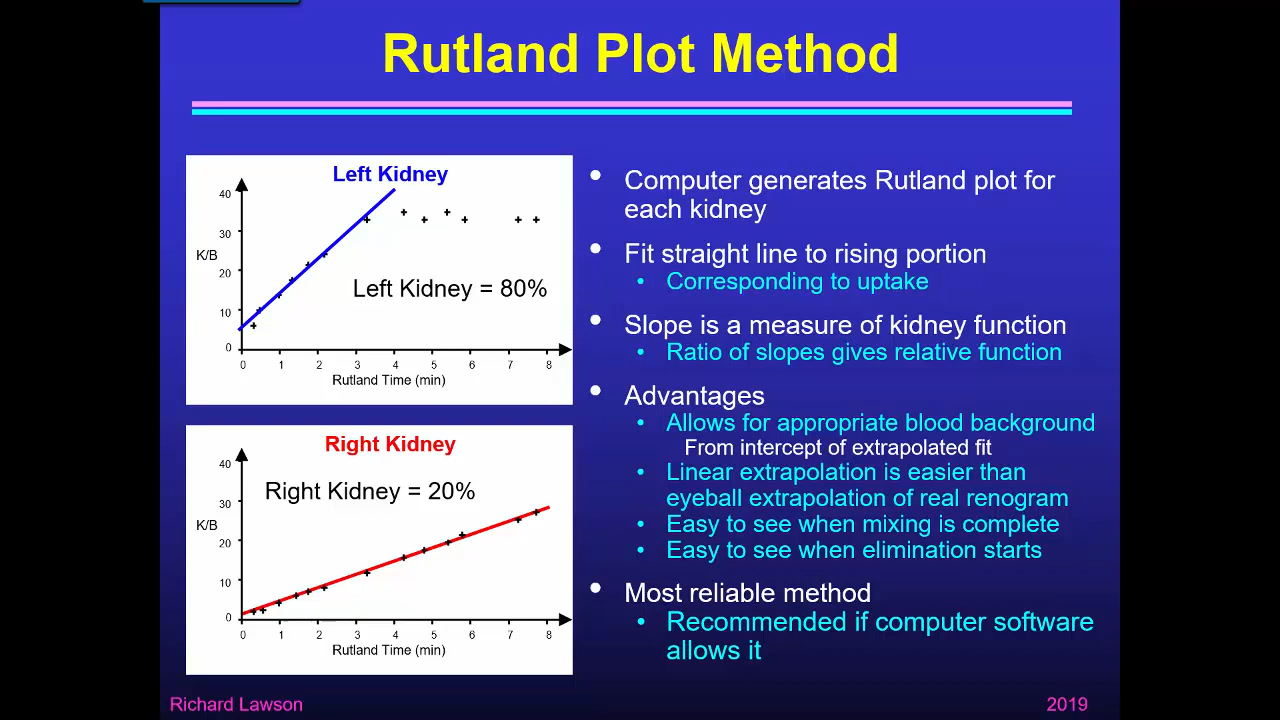 Rutland Plot Method
Left Kidney
40
30
K/B
20
10
0
Left Kidney = 80%
0 1 2 3 4 5 6 7 8
Rutland Time (min)
Right Kidney
40
Right Kidney = 20%
30
K/B
20
10
0
0 1 2 3 4 5 6 7 8
Rutland Time (min)
• Computer generates Rutland plot for
each kidney
• Fit straight line to rising portion
• Corresponding to uptake
• Slope is a measure of kidney function
• Ratio of slopes gives relative function
• Advantages
• Allows for appropriate blood background
From intercept of extrapolated fit
• Linear extrapolation is easier than
eyeball extrapolation of real renogram
• Easy to see when mixing is complete
• Easy to see when elimination starts
• Most reliable method
• Recommended if computer software
allows it
Richard Lawson
2019